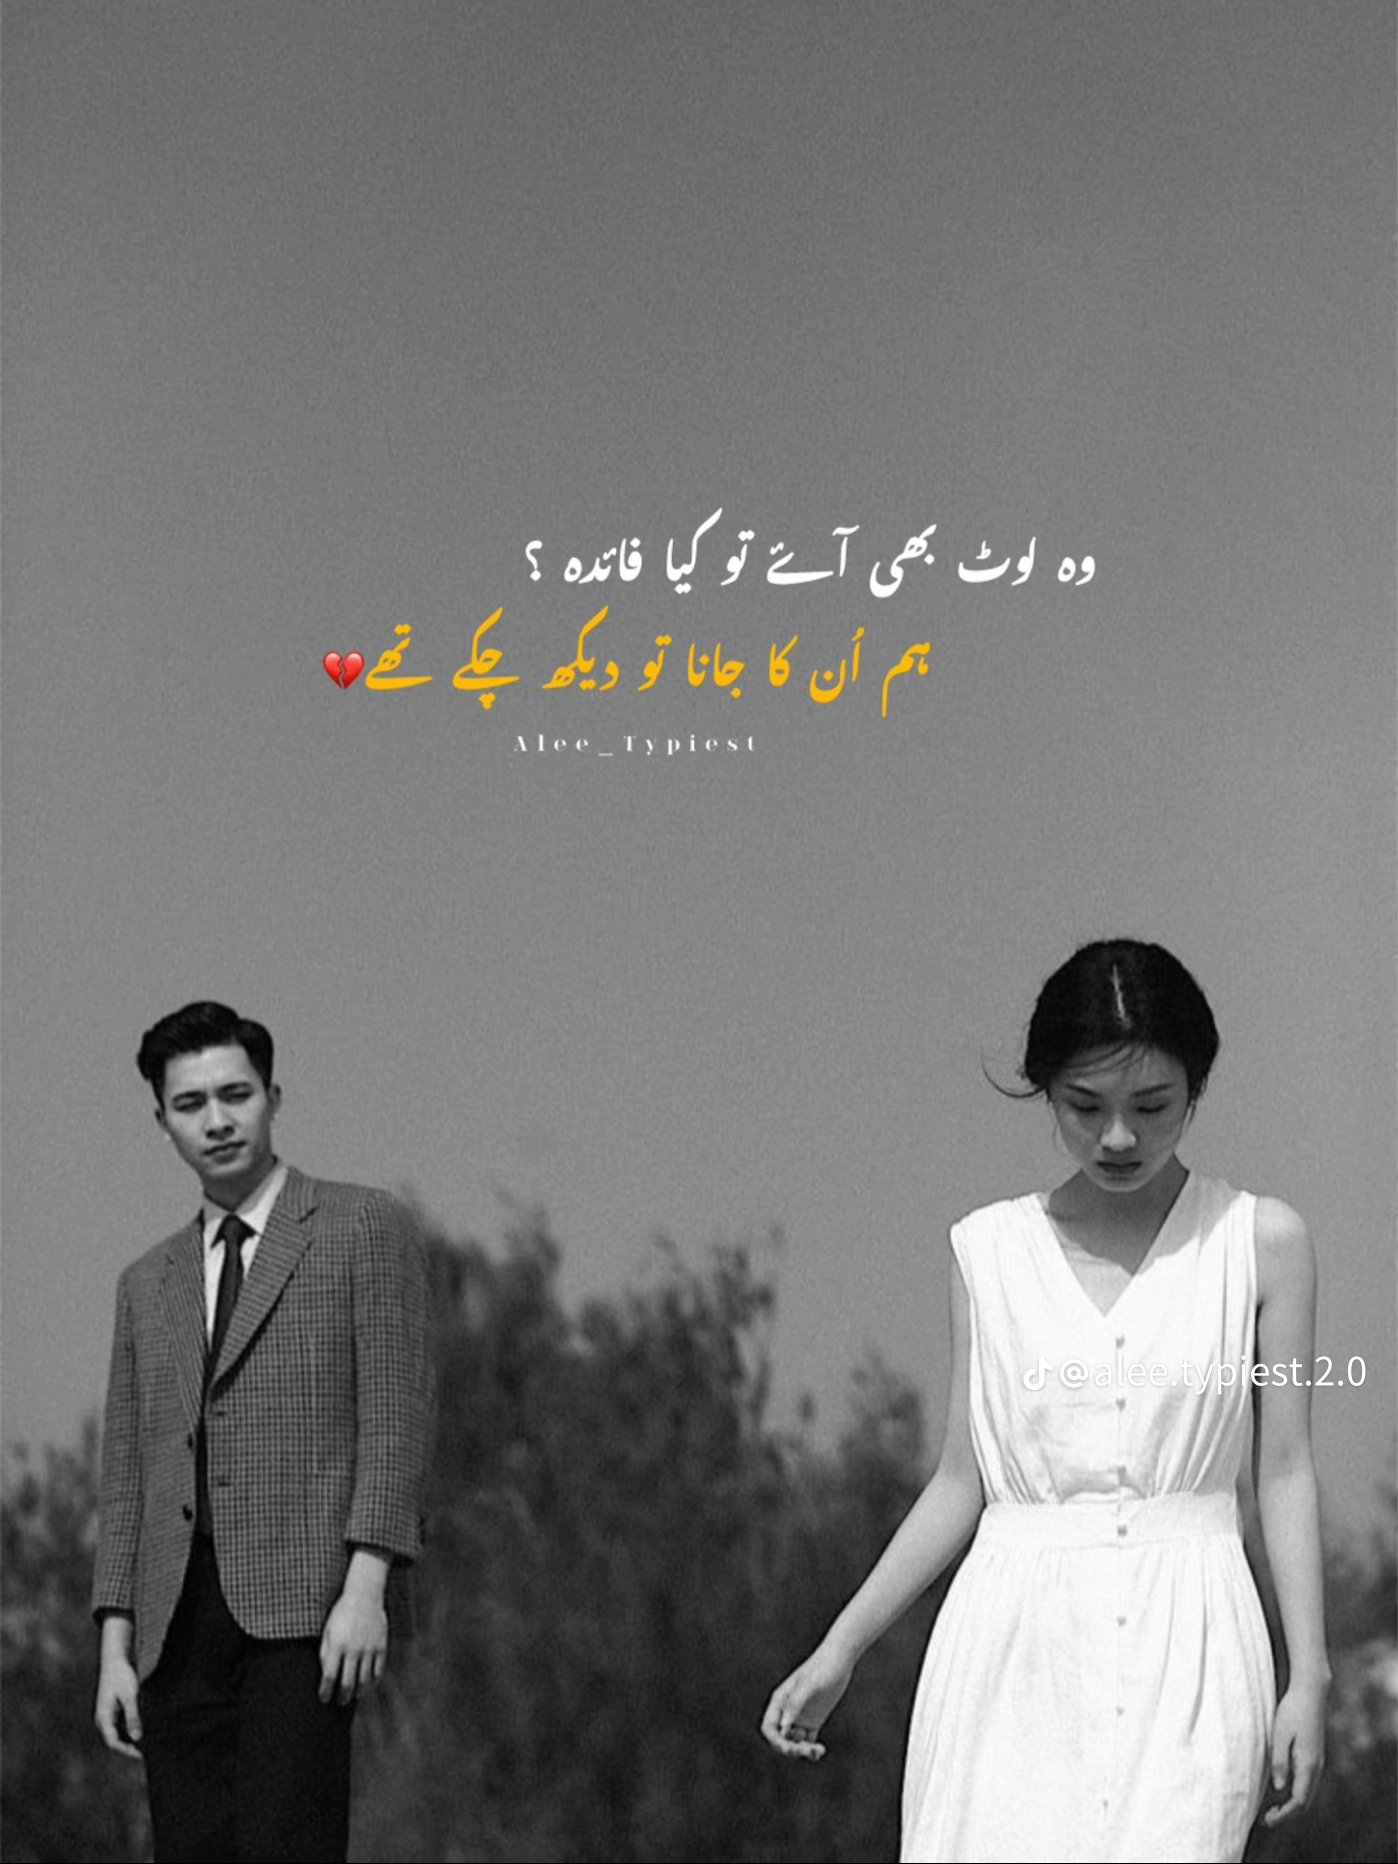 وہ لوٹ بھی آئے تو کیا فائدہ ؟
ہم اُن کا جانا تو دیکھ چکے تھے💔
Alee_Typiest
@alee.typiest.2.0